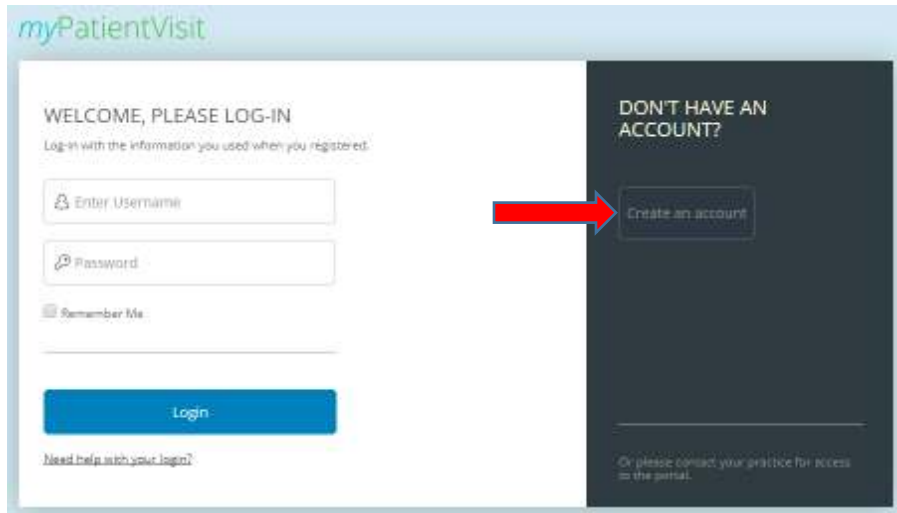 myPatientVisit
WELCOME, PLEASE LOG-IN
Log-in with the information you used when you registered.
Enter Username
Password
Remember Me
Login
Need help with your login?
DON'T HAVE AN
ACCOUNT?
Create an account
Or please contact your practice for access
to the portal.